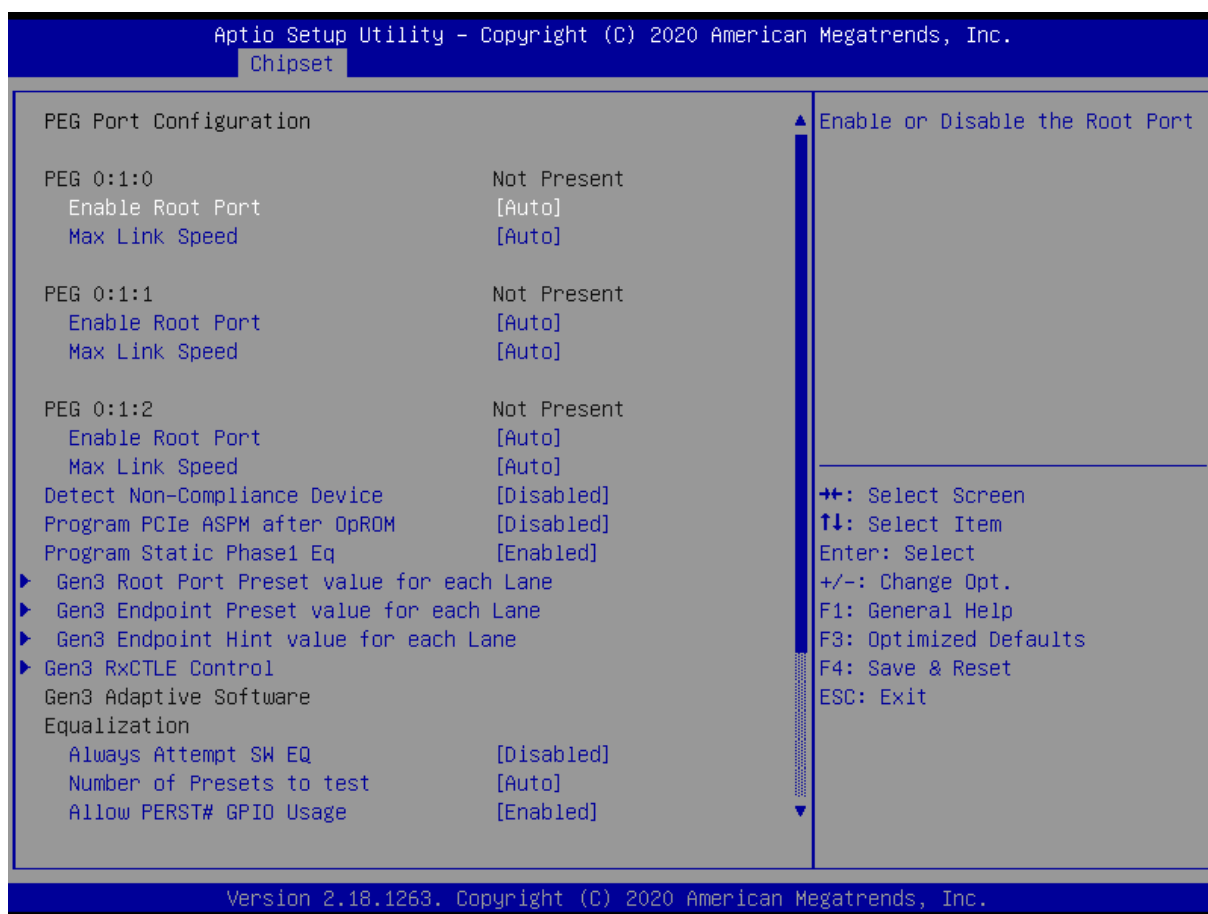 Aptio Setup Utility – Copyright (C) 2020 American Megatrends, Inc.
Chipset
PEG Port Configuration
PEG 0:1:0 Not Present
Enable Root Port [Auto]
Max Link Speed [Auto]
PEG 0:1:1 Not Present
Enable Root Port [Auto]
Max Link Speed [Auto]
PEG 0:1:2 Not Present
Enable Root Port [Auto]
Max Link Speed [Auto]
Detect Non-Compliance Device [Disabled]
Program PCIe ASPM after OpROM [Disabled]
Program Static Phase1 Eq [Enabled]
Gen3 Root Port Preset value for each Lane
Gen3 Endpoint Preset value for each Lane
Gen3 Endpoint Hint value for each Lane
Gen3 RxCTLE Control
Gen3 Adaptive Software
Equalization
Always Attempt SW EQ [Disabled]
Number of Presets to test [Auto]
Allow PERST# GPIO Usage [Enabled]
Enable or Disable the Root Port
→←: Select Screen
↑↓: Select Item
Enter: Select
+/-: Change Opt.
F1: General Help
F3: Optimized Defaults
F4: Save & Reset
ESC: Exit
Version 2.18.1263. Copyright (C) 2020 American Megatrends, Inc.